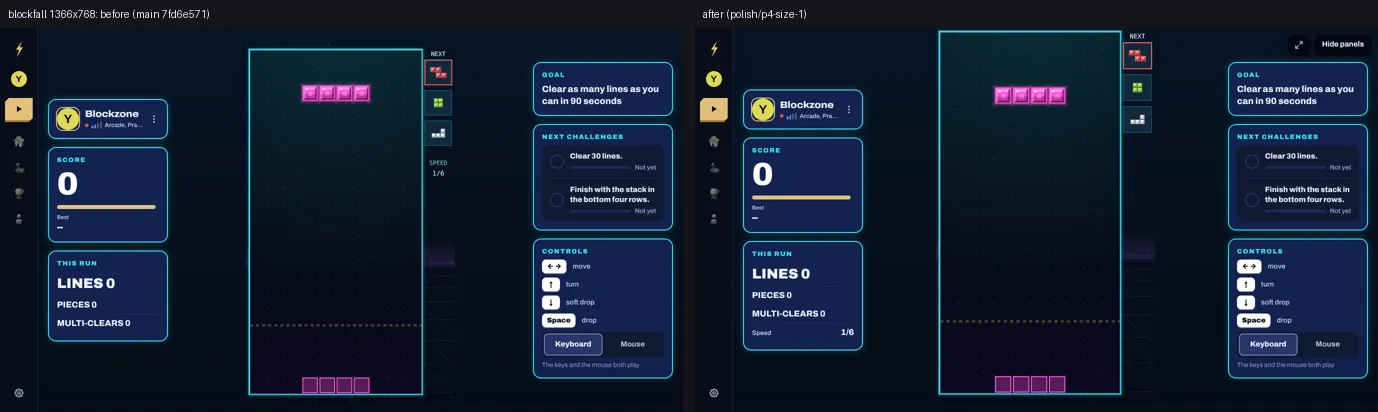 blockfall 1366x768: before (main 7fd6e571)
Y
Y
Blockzone
Arcade, Pra...
SCORE
0
Best
–
THIS RUN
LINES 0
PIECES 0
MULTI-CLEARS 0
NEXT
SPEED
1/6
GOAL
Clear as many lines as you
can in 90 seconds
NEXT CHALLENGES
Clear 30 lines.
Not yet
Finish with the stack in
the bottom four rows.
Not yet
CONTROLS
← → move
↑ turn
↓ soft drop
Space drop
Keyboard Mouse
The keys and the mouse both play
after (polish/p4-size-1)
Y
Y
Blockzone
Arcade, Pra...
SCORE
0
Best
–
THIS RUN
LINES 0
PIECES 0
MULTI-CLEARS 0
Speed 1/6
NEXT
Hide panels
GOAL
Clear as many lines as you
can in 90 seconds
NEXT CHALLENGES
Clear 30 lines.
Not yet
Finish with the stack in
the bottom four rows.
Not yet
CONTROLS
← → move
↑ turn
↓ soft drop
Space drop
Keyboard Mouse
The keys and the mouse both play